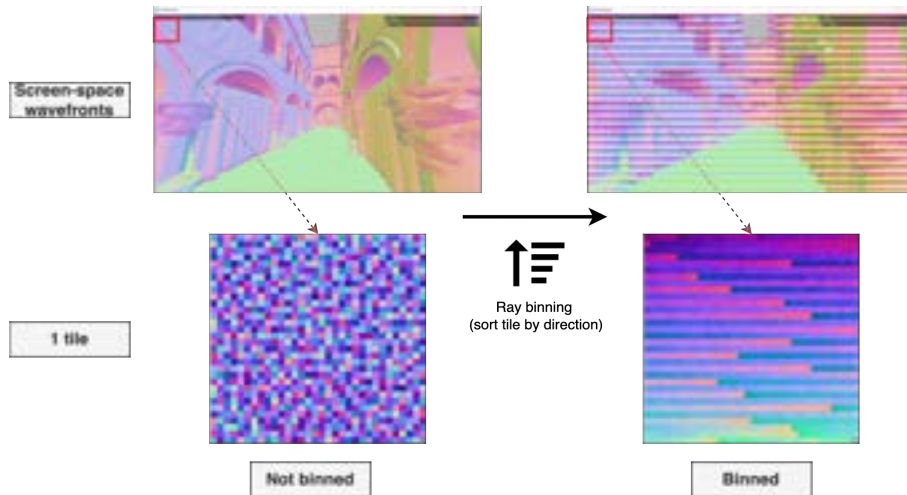 Screen-space
wavefronts
Ray binning
(sort tile by direction)
1 tile
Not binned
Binned